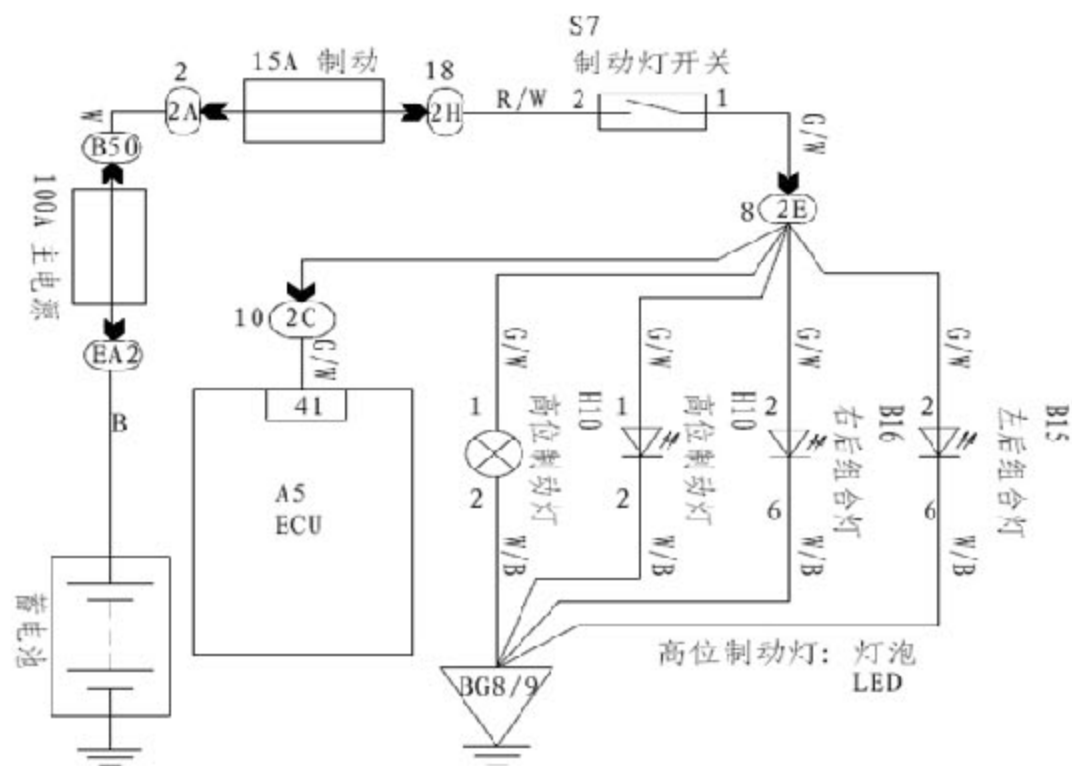 S7
制动灯开关
2
15A 制动
18
2A
2H
R/W
2
1
G/W
W
B50
100A 主电源
8
2E
10
2C
G/W
EA2
B
41
A5
ECU
蓄电池
G/W
1
2
高位制动灯
H10
W/B
G/W
1
2
高位制动灯
H10
W/B
G/W
2
6
右后组合灯
B16
W/B
G/W
2
6
左后组合灯
B15
W/B
BG8/9
高位制动灯: 灯泡
LED